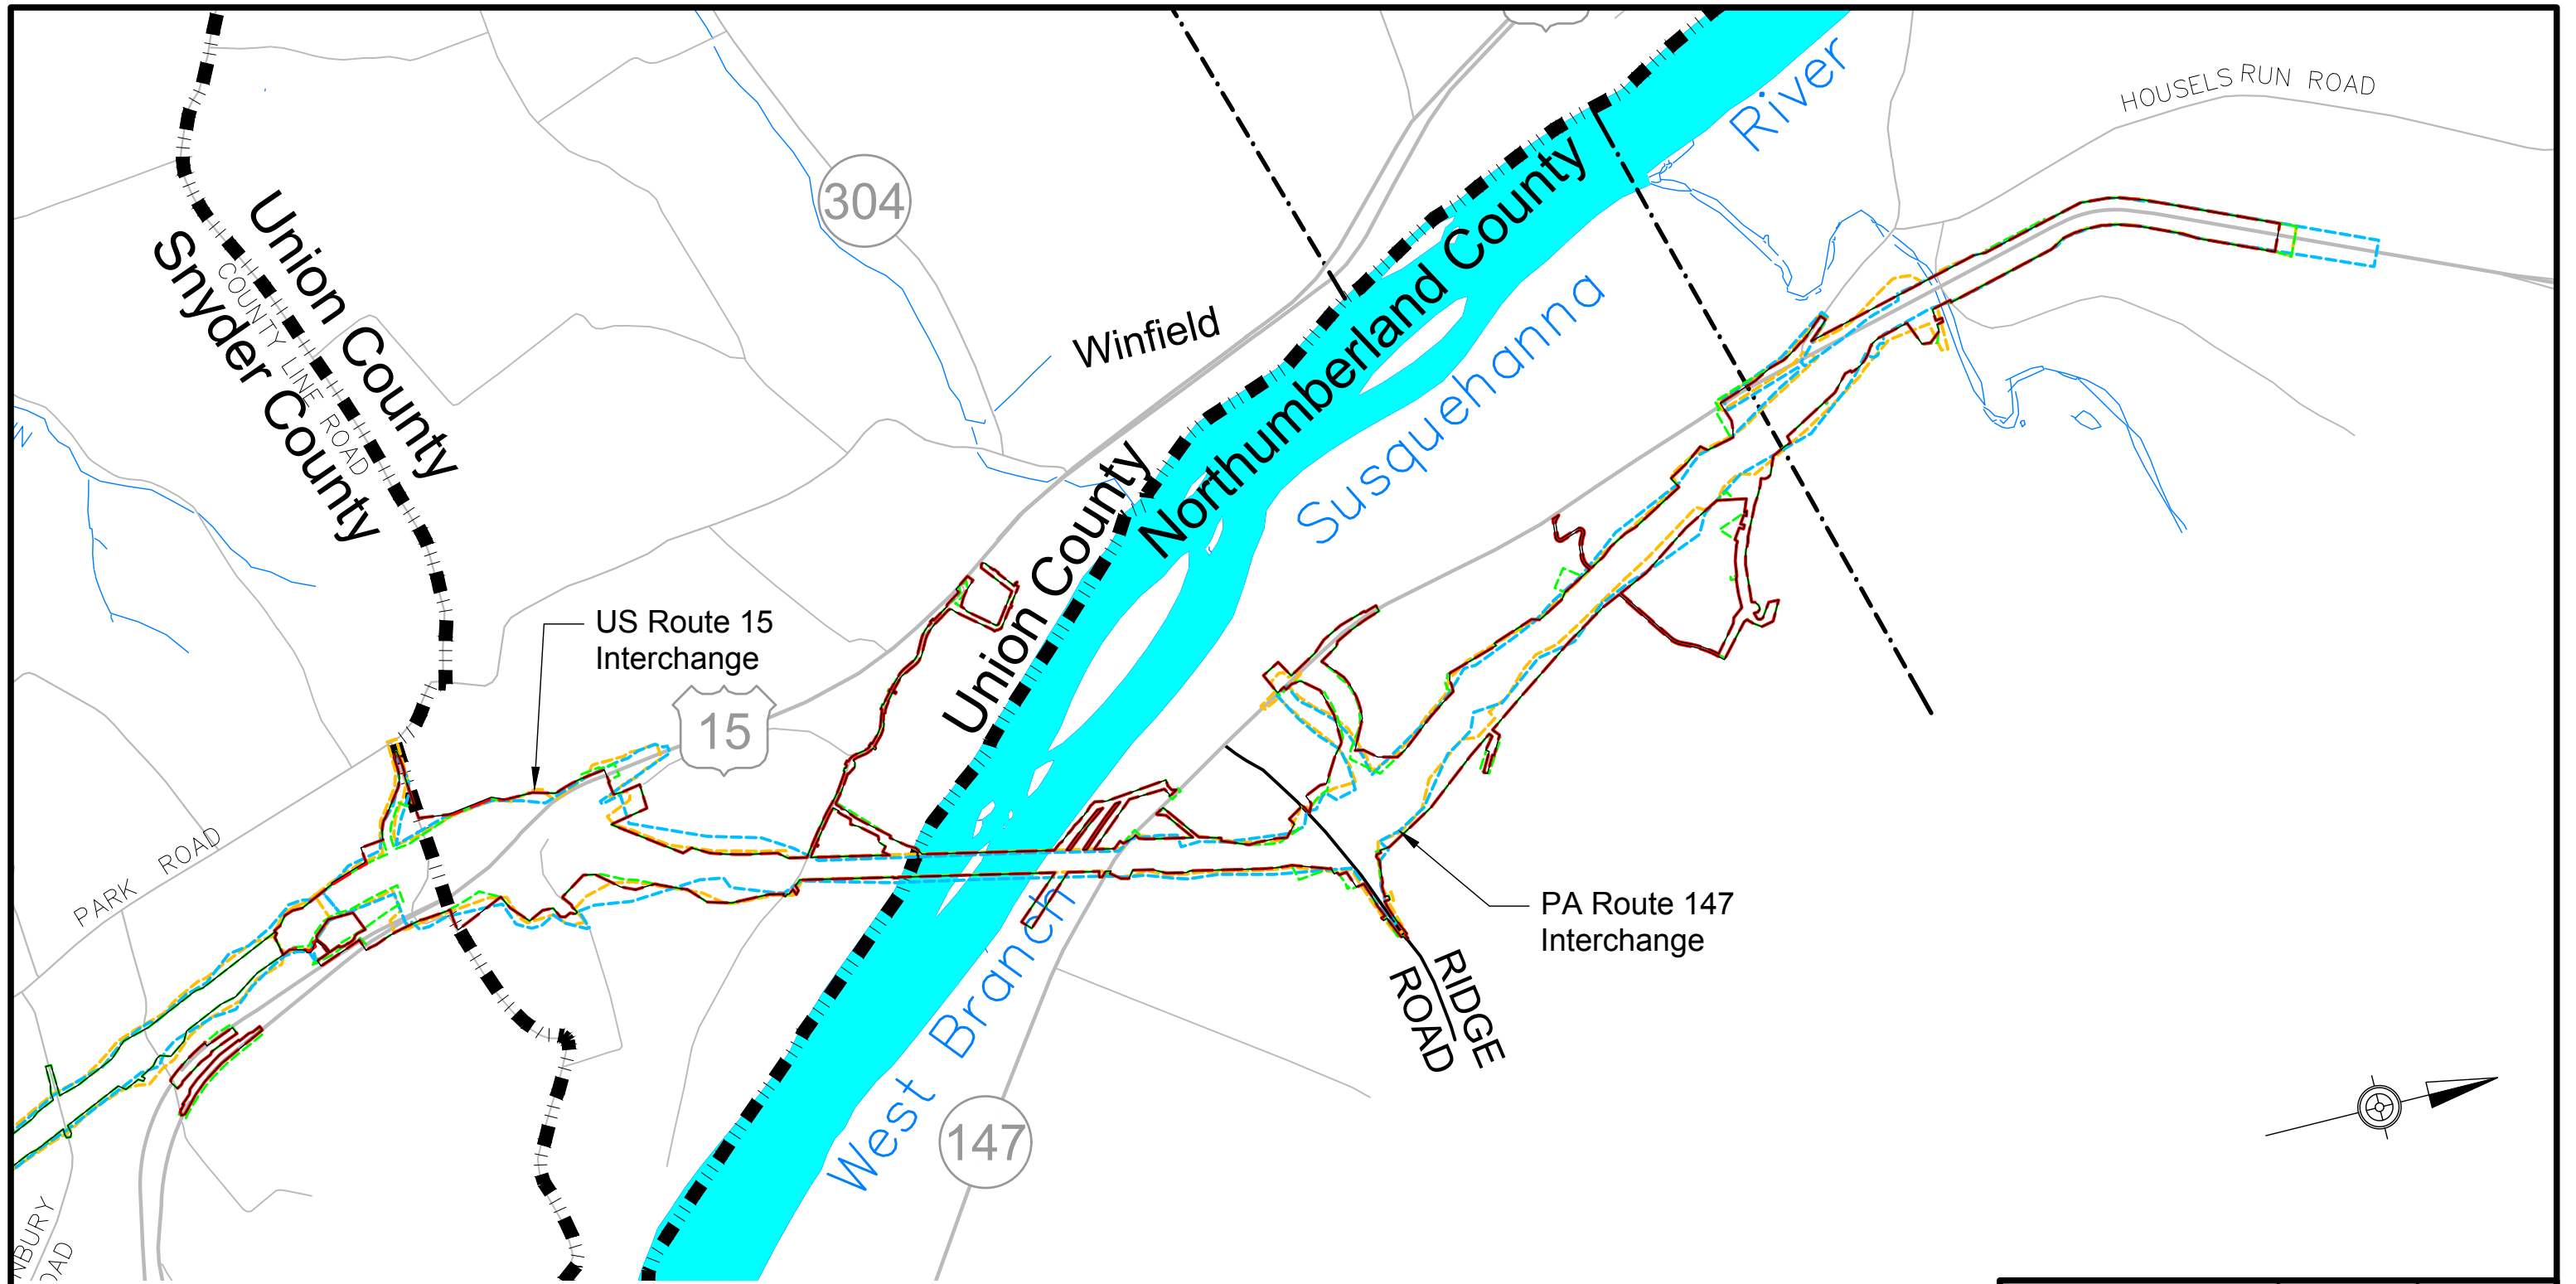 HOUSELS RUN ROAD
River
304
Union County
Snyder County
COUNTY LINE ROAD
Winfield
Northumberland County
Susquehanna
Union County
US Route 15
Interchange
15
PARK ROAD
PA Route 147
Interchange
RIDGE
ROAD
West Branch
147